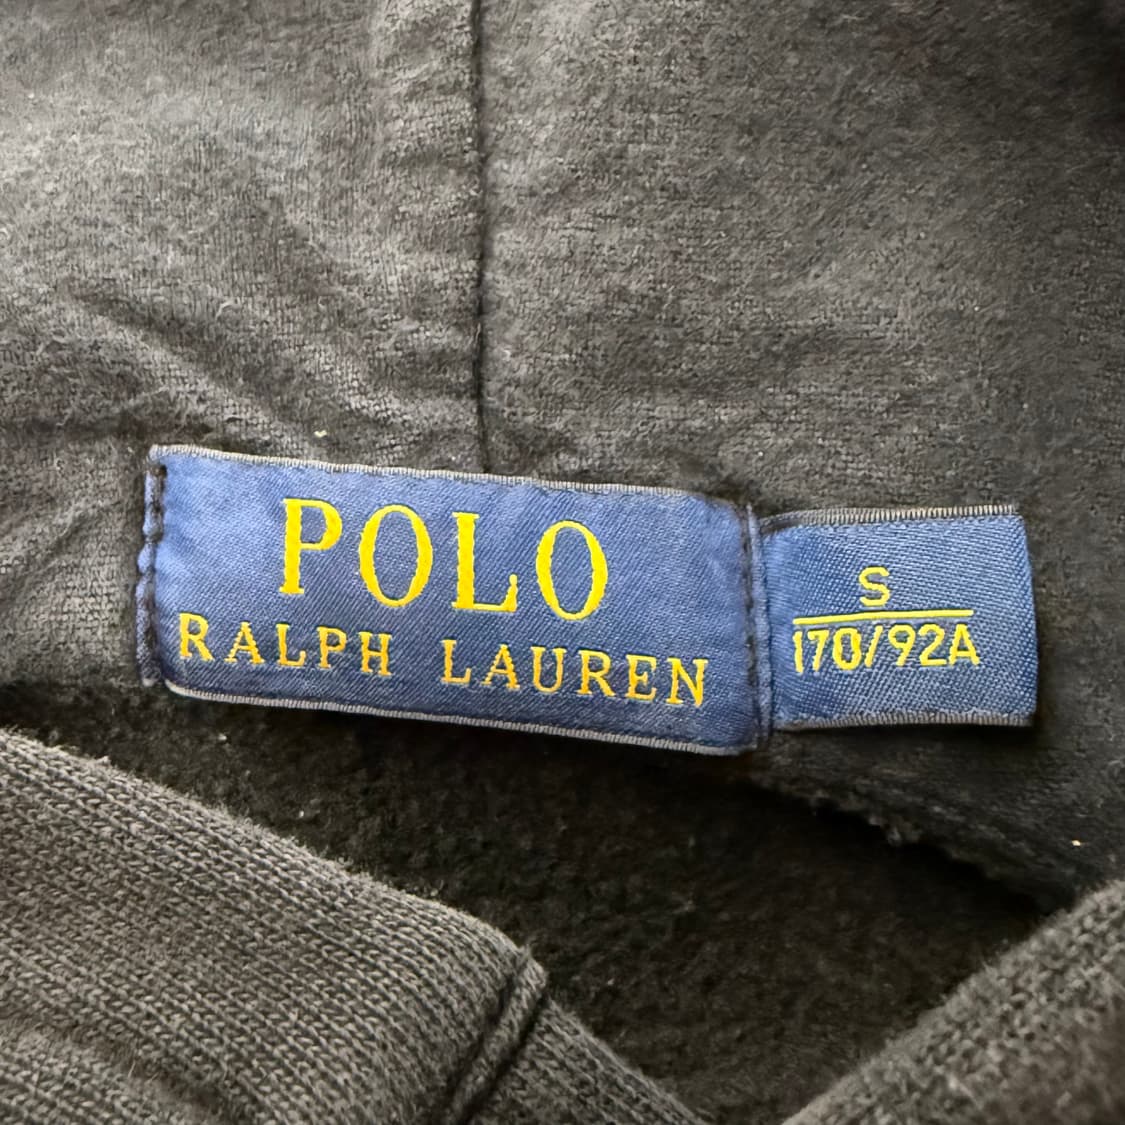 POLO
RALPH LAUREN
S
170/92A